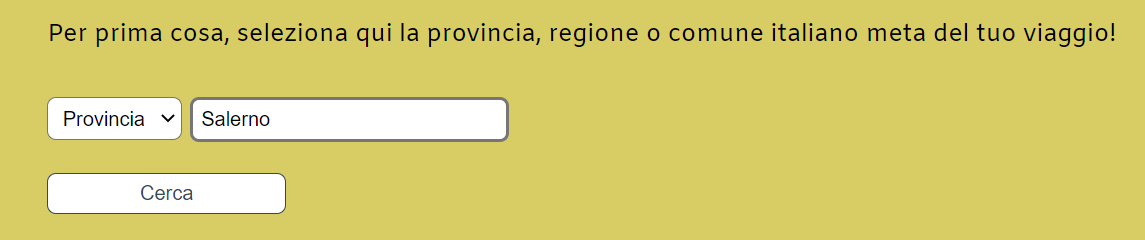 Per prima cosa, seleziona qui la provincia, regione o comune italiano meta del tuo viaggio!
Provincia Salerno
Cerca